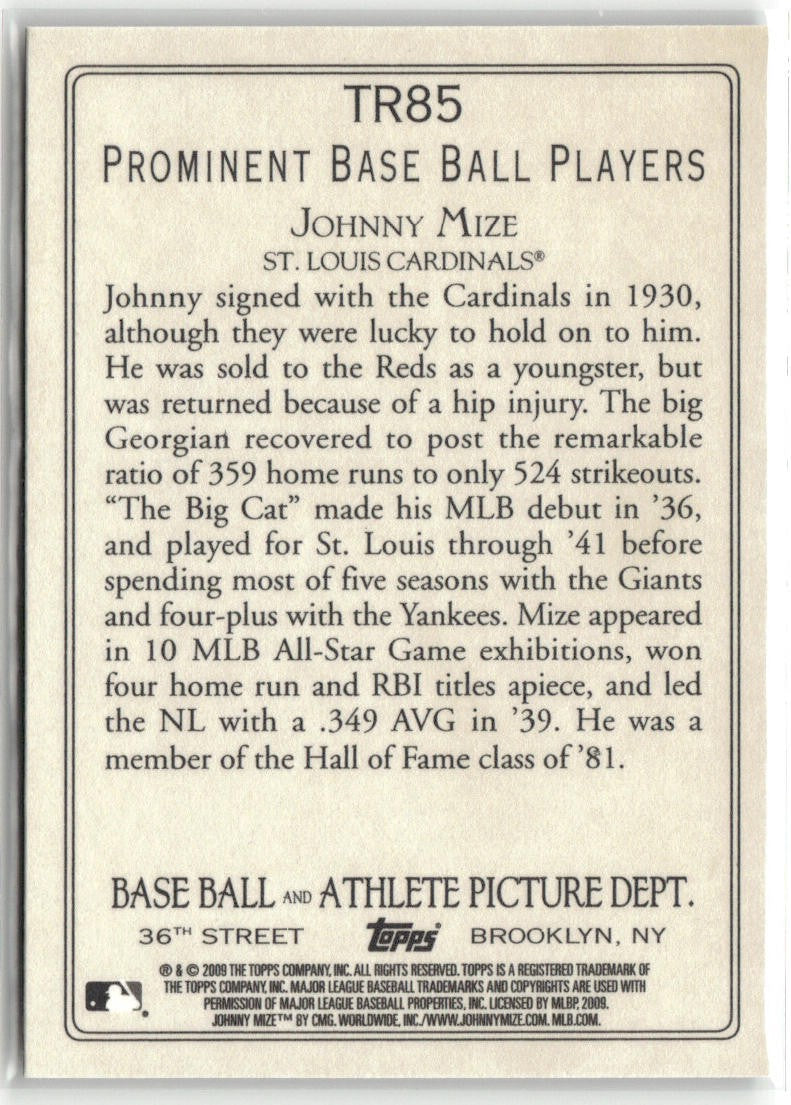 TR85
PROMINENT BASE BALL PLAYERS
JOHNNY MIZE
ST. LOUIS CARDINALS®
Johnny signed with the Cardinals in 1930,
although they were lucky to hold on to him.
He was sold to the Reds as a youngster, but
was returned because of a hip injury. The big
Georgian recovered to post the remarkable
ratio of 359 home runs to only 524 strikeouts.
“The Big Cat” made his MLB debut in ’36,
and played for St. Louis through ’41 before
spending most of five seasons with the Giants
and four-plus with the Yankees. Mize appeared
in 10 MLB All-Star Game exhibitions, won
four home run and RBI titles apiece, and led
the NL with a .349 AVG in ’39. He was a
member of the Hall of Fame class of ’81.
BASE BALL AND ATHLETE PICTURE DEPT.
36TH STREET Topps® BROOKLYN, NY
® & © 2009 THE TOPPS COMPANY, INC. ALL RIGHTS RESERVED. TOPPS IS A REGISTERED TRADEMARK OF
THE TOPPS COMPANY, INC. MAJOR LEAGUE BASEBALL TRADEMARKS AND COPYRIGHTS ARE USED WITH
PERMISSION OF MAJOR LEAGUE BASEBALL PROPERTIES, INC. LICENSED BY MLBP, 2009.
JOHNNY MIZE™ BY CMG. WORLDWIDE, INC./WWW.JOHNNYMIZE.COM. MLB.COM.